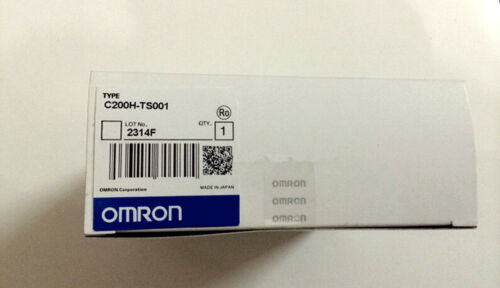 TYPE
C200H-TS001
Ro
LOT No.
QTY.
2314F
1
OMRON Corporation
MADE IN JAPAN
OMRON
OMRON
OMRON
OMRON